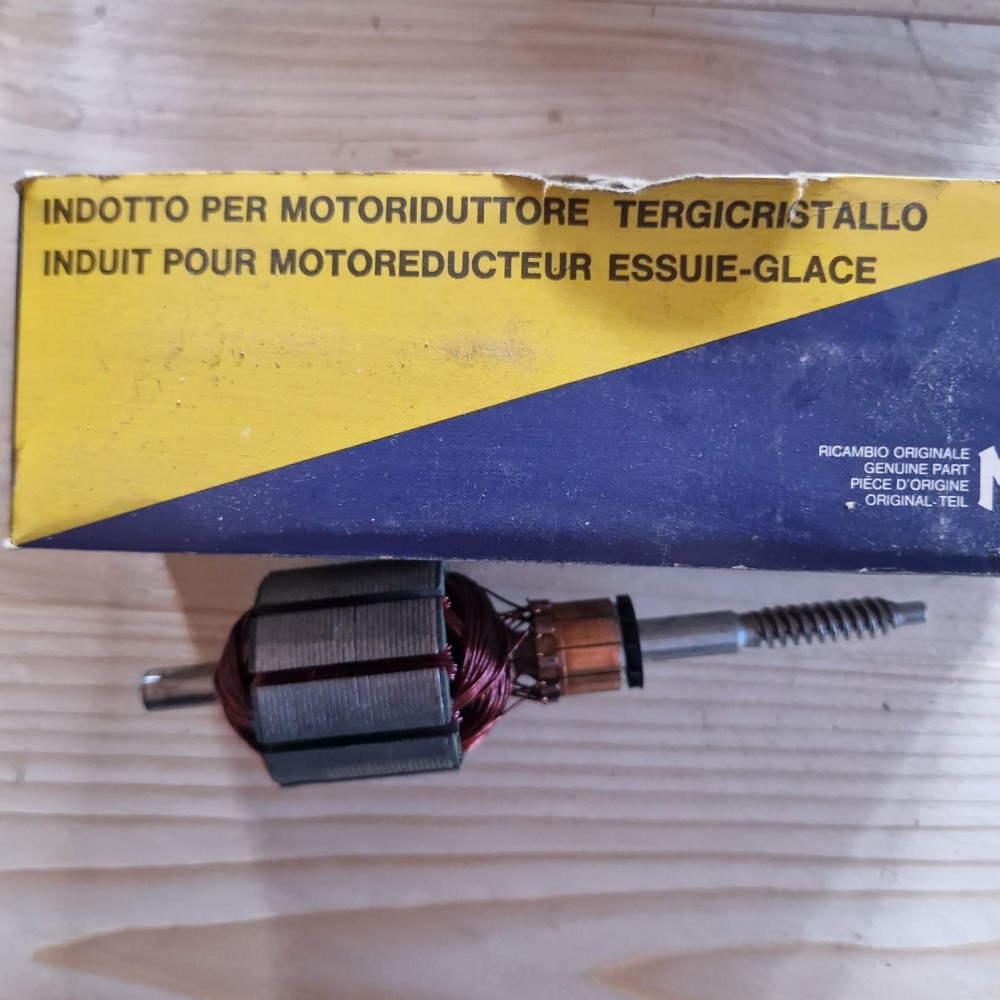 INDOTTO PER MOTORIDUTTORE TERGICRISTALLO
INDUIT POUR MOTOREDUCTEUR ESSUIE-GLACE
RICAMBIO ORIGINALE
GENUINE PART
PIÈCE D'ORIGINE
ORIGINAL-TEIL